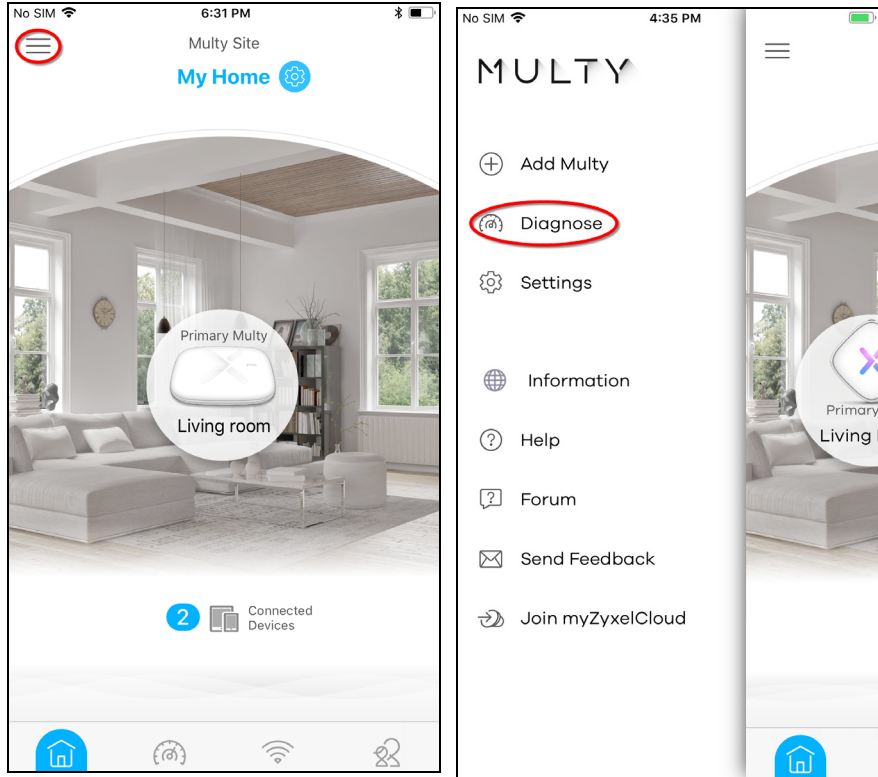 No SIM 6:31 PM
Multy Site
My Home
Primary Multy
Living room
2 Connected
Devices
No SIM 4:35 PM
MULTY
Add Multy
Diagnose
Settings
Information
Help
Forum
Send Feedback
Join myZyxelCloud
Primary
Living